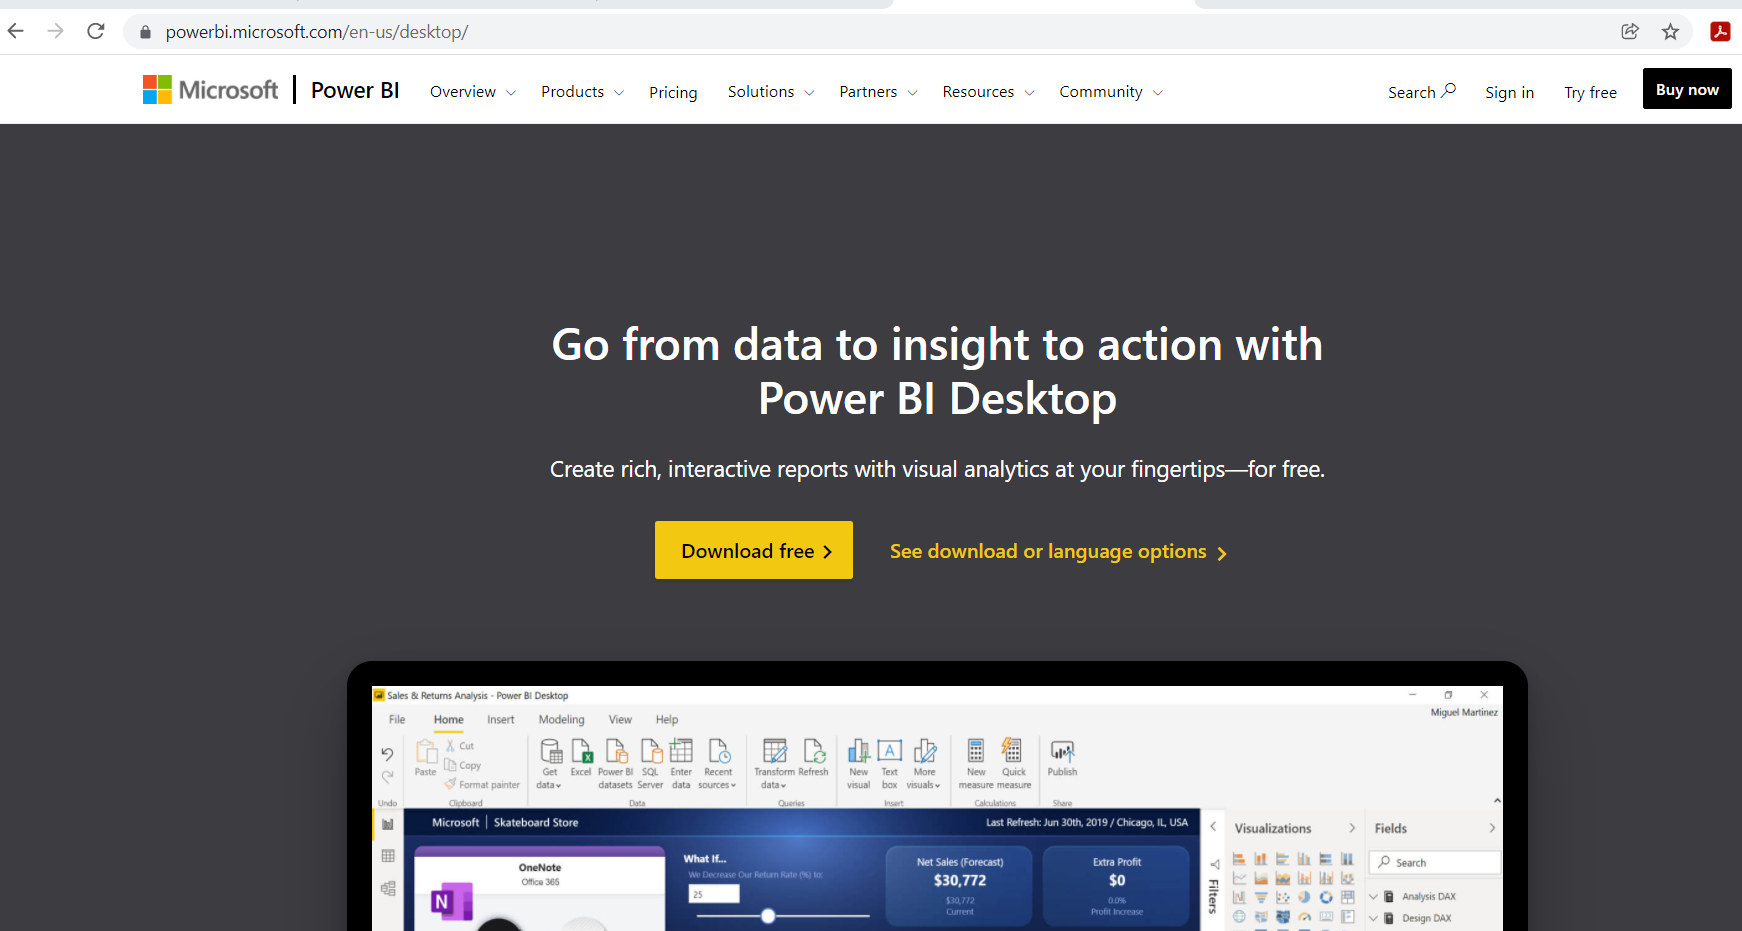 powerbi.microsoft.com/en-us/desktop/
Microsoft Power BI Overview Products Pricing Solutions Partners Resources Community Search Sign in Try free Buy now
Go from data to insight to action with
Power BI Desktop
Create rich, interactive reports with visual analytics at your fingertips—for free.
Download free See download or language options
Sales & Returns Analysis - Power BI Desktop
Miguel Martinez
File Home Insert Modeling View Help
Cut
Copy
Format painter
Paste
Get data
Excel
Power BI datasets
SQL Server
Enter data
Recent sources
Transform data
Refresh
New visual
Text box
More visuals
New measure
Quick measure
Publish
Undo Clipboard Data Queries Insert Calculations Share
Microsoft | Skateboard Store
Last Refresh: Jun 30th, 2019 / Chicago, IL, USA
OneNote
Office 365
N
What If...
We Decrease Our Return Rate (%) to:
25
Net Sales (Forecast)
$30,772
$30,772
Current
Extra Profit
$0
0.0%
Profit Increase
Filters
Visualizations
Fields
Search
Analysis DAX
Design DAX